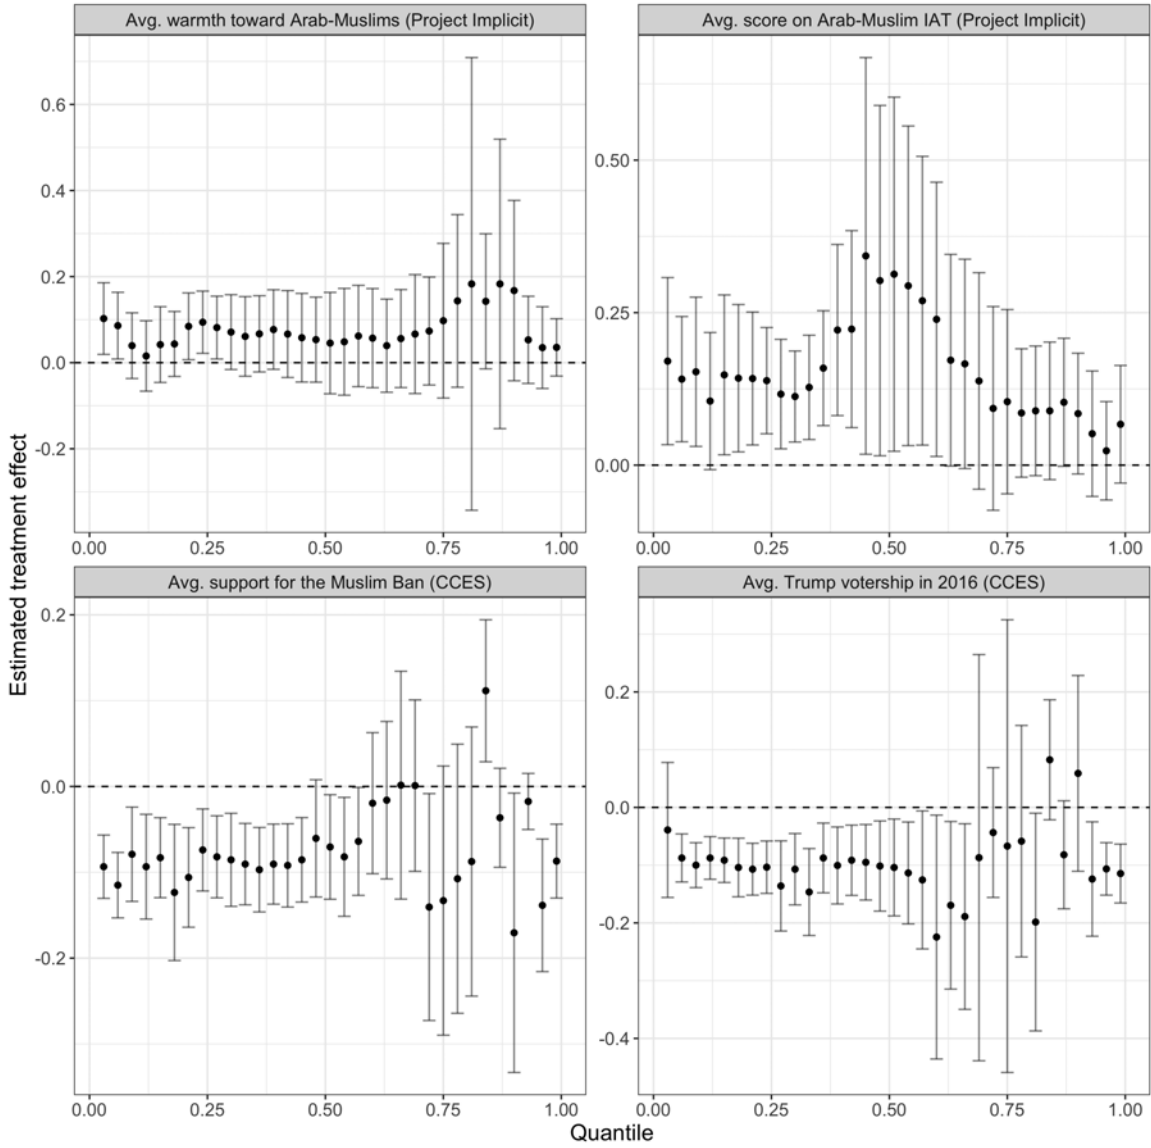 Avg. warmth toward Arab-Muslims (Project Implicit)
Avg. score on Arab-Muslim IAT (Project Implicit)
0.6
0.4
0.2
0.0
-0.2
0.50
0.25
0.00
0.00 0.25 0.50 0.75 1.00
0.00 0.25 0.50 0.75 1.00
Estimated treatment effect
Avg. support for the Muslim Ban (CCES)
Avg. Trump votership in 2016 (CCES)
0.2
0.0
-0.2
0.2
0.0
-0.2
-0.4
0.00 0.25 0.50 0.75 1.00
0.00 0.25 0.50 0.75 1.00
Quantile